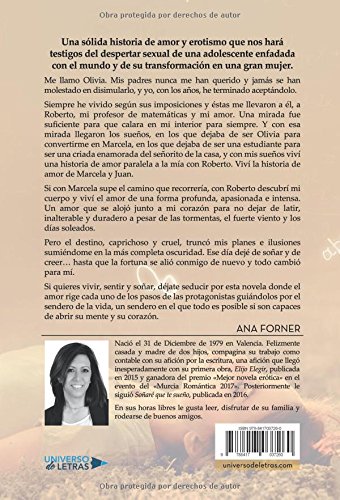 Obra protegida por derechos de autor
Una sólida historia de amor y erotismo que nos hará
testigos del despertar sexual de una adolescente enfadada
con el mundo y de su transformación en una gran mujer.
Me llamo Olivia. Mis padres nunca me han querido y jamás se han
molestado en disimularlo, y yo, con los años, he terminado aceptándolo.
Siempre he vivido según sus imposiciones y éstas me llevaron a él, a
Roberto, mi profesor de matemáticas y mi amor. Una mirada fue
suficiente para que calara en mi interior para siempre. Y con esa
mirada llegaron los sueños, en los que dejaba de ser Olivia para
convertirme en Marcela, en los que dejaba de ser una estudiante para
ser una criada enamorada del señorito de la casa, y con mis sueños viví
una historia de amor paralela a la mía con Roberto. Viví la historia de
amor de Marcela y Juan.
Si con Marcela supe el camino que recorrería, con Roberto descubrí mi
cuerpo y viví el amor de una forma profunda, apasionada e intensa.
Un amor que se alojó junto a mi corazón para no dejar de latir,
inalterable y duradero a pesar de las tormentas, el fuerte viento y los
días soleados.
Pero el destino, caprichoso y cruel, truncó mis planes e ilusiones
sumiéndome en la más completa oscuridad. Ese día dejé de soñar y de
creer… hasta que la fortuna se alió conmigo de nuevo y todo cambió
para mí.
Si quieres vivir, sentir y soñar, déjate seducir por esta novela donde el
amor rige cada uno de los pasos de las protagonistas guiándolos por el
sendero de la vida, un sendero en el que todo es posible si son capaces
de abrir su mente y su corazón.
ANA FORNER
Nació el 31 de Diciembre de 1979 en Valencia. Felizmente
casada y madre de dos hijos, compagina su trabajo como
contable con su afición por la escritura, una afición que llegó
inesperadamente con su primera obra, Elijo Elegir, publicada
en 2015 y ganadora del premio «Mejor novela erótica» en el
evento del «Murcia Romántica 2017». Posteriormente le
siguió Soñaré que te sueño, publicada en 2016.
En sus horas libres le gusta leer, disfrutar de su familia y
rodearse de buenos amigos.
UNIVERSO
DE LETRAS
universodeletras.com
Obra protegida por derechos de autor